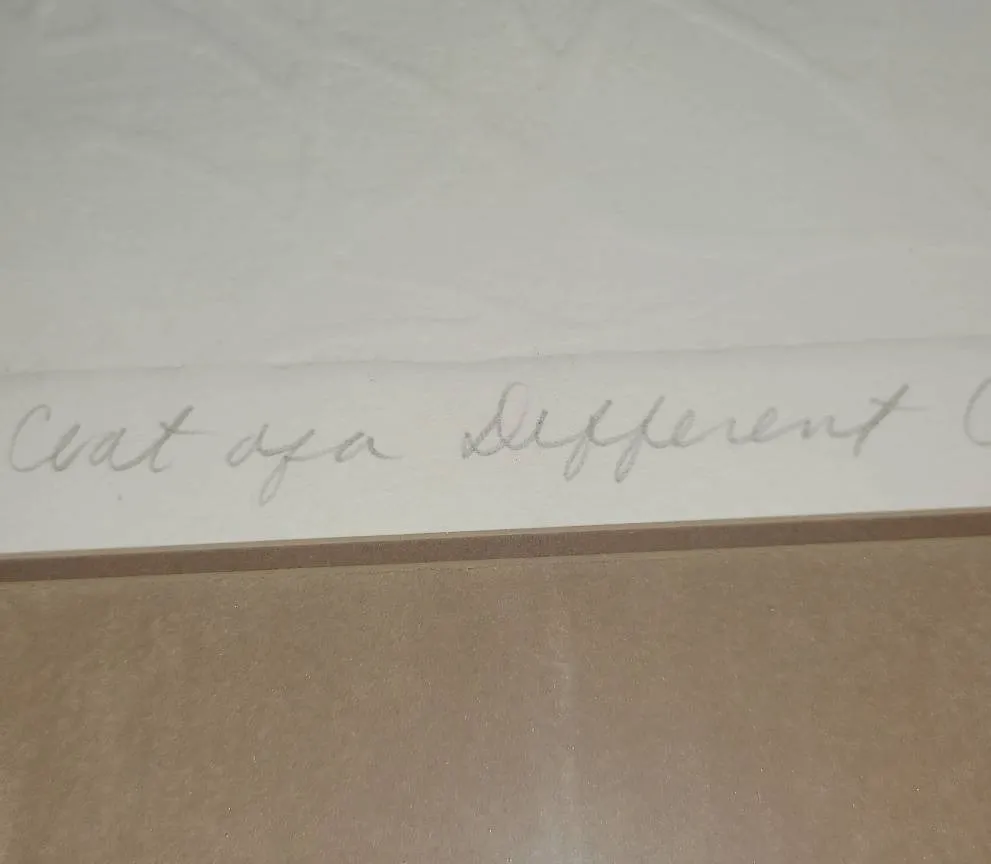 Coat of a Different C